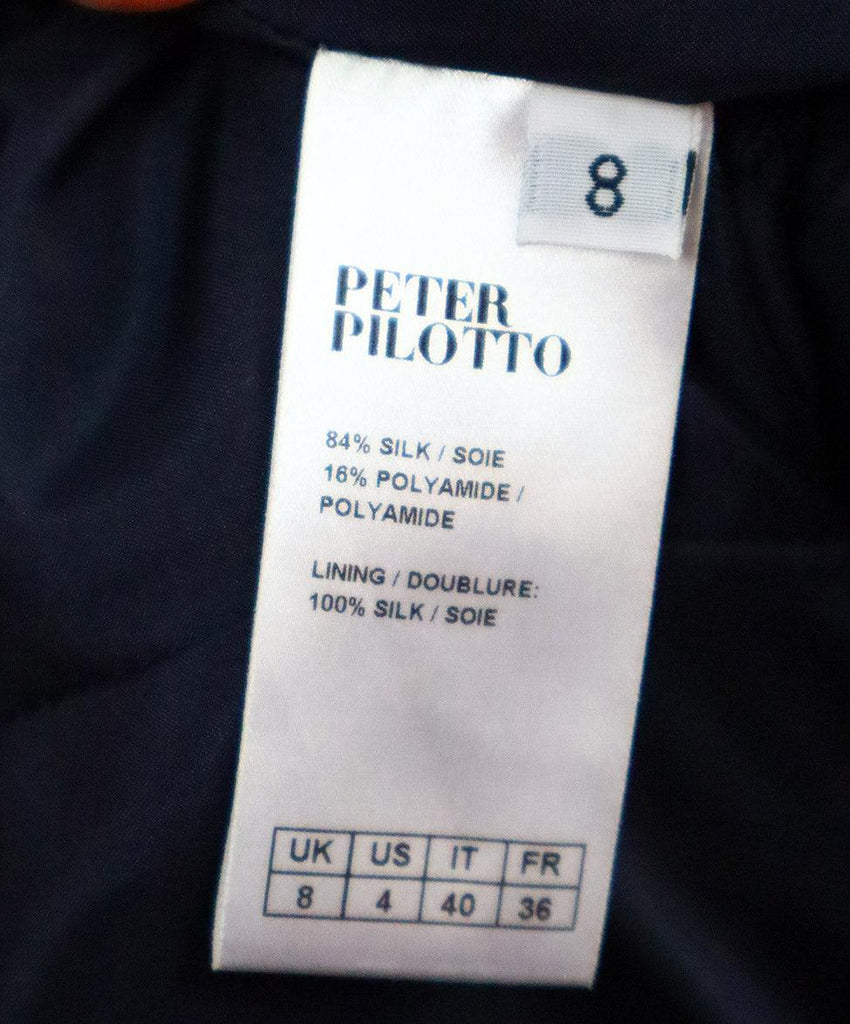 8
PETER
PILOTTO
84% SILK / SOIE
16% POLYAMIDE /
POLYAMIDE
LINING / DOUBLURE:
100% SILK / SOIE
UK US IT FR
8 4 40 36